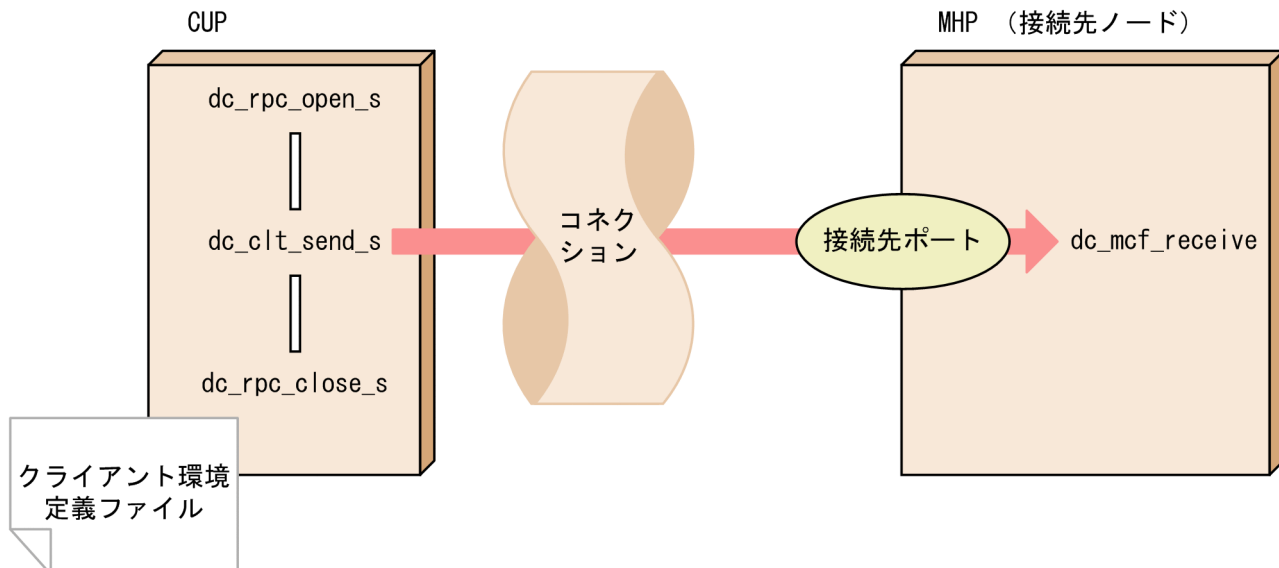 CUP
MHP （接続先ノード）
dc_rpc_open_s
dc_clt_send_s
コネク
ション
接続先ポート
dc_mcf_receive
dc_rpc_close_s
クライアント環境
定義ファイル